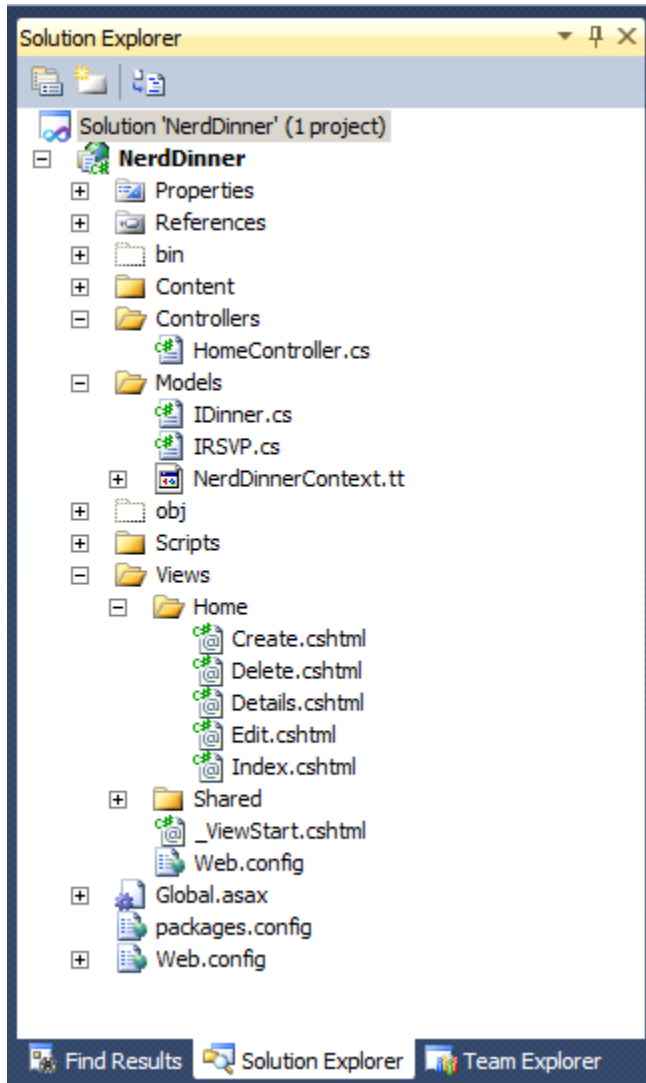 Solution Explorer
Solution 'NerdDinner' (1 project)
NerdDinner
Properties
References
bin
Content
Controllers
HomeController.cs
Models
IDinner.cs
IRSVP.cs
NerdDinnerContext.tt
obj
Scripts
Views
Home
Create.cshtml
Delete.cshtml
Details.cshtml
Edit.cshtml
Index.cshtml
Shared
_ViewStart.cshtml
Web.config
Global.asax
packages.config
Web.config
Find Results Solution Explorer Team Explorer